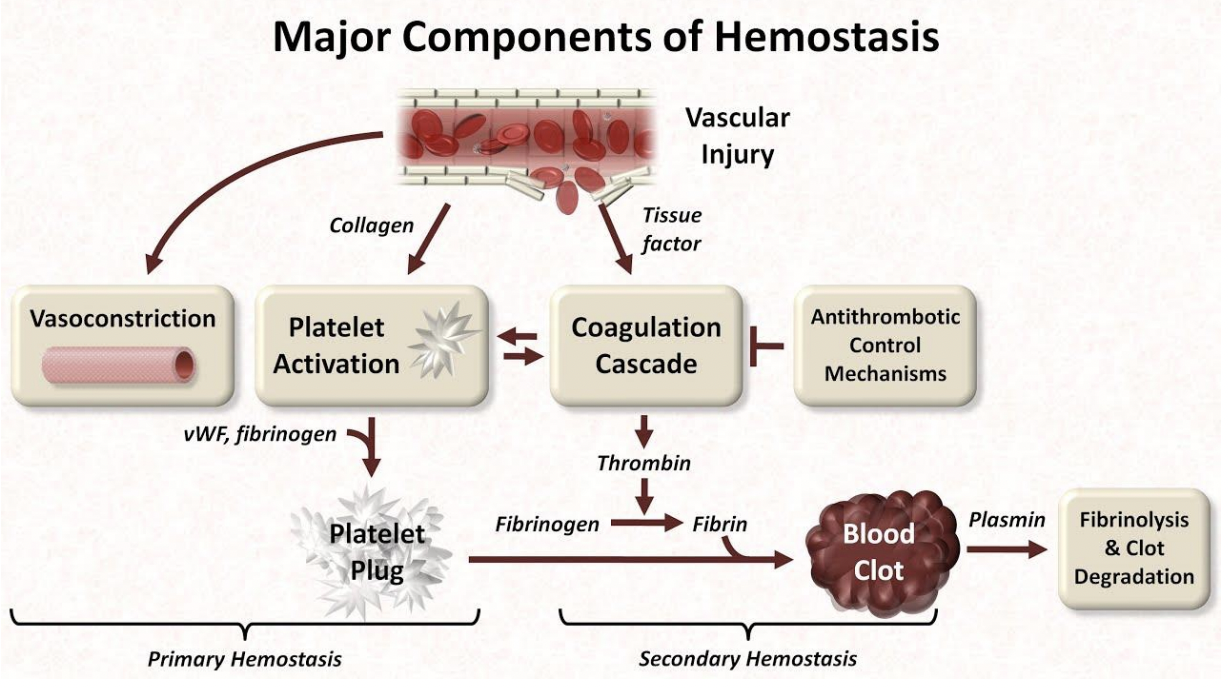 Major Components of Hemostasis
Vascular
Injury
Collagen
Tissue
factor
Vasoconstriction
Platelet
Activation
Coagulation
Cascade
Antithrombotic
Control
Mechanisms
vWF, fibrinogen
Thrombin
Fibrinogen
Fibrin
Platelet
Plug
Blood
Clot
Plasmin
Fibrinolysis
& Clot
Degradation
Primary Hemostasis
Secondary Hemostasis